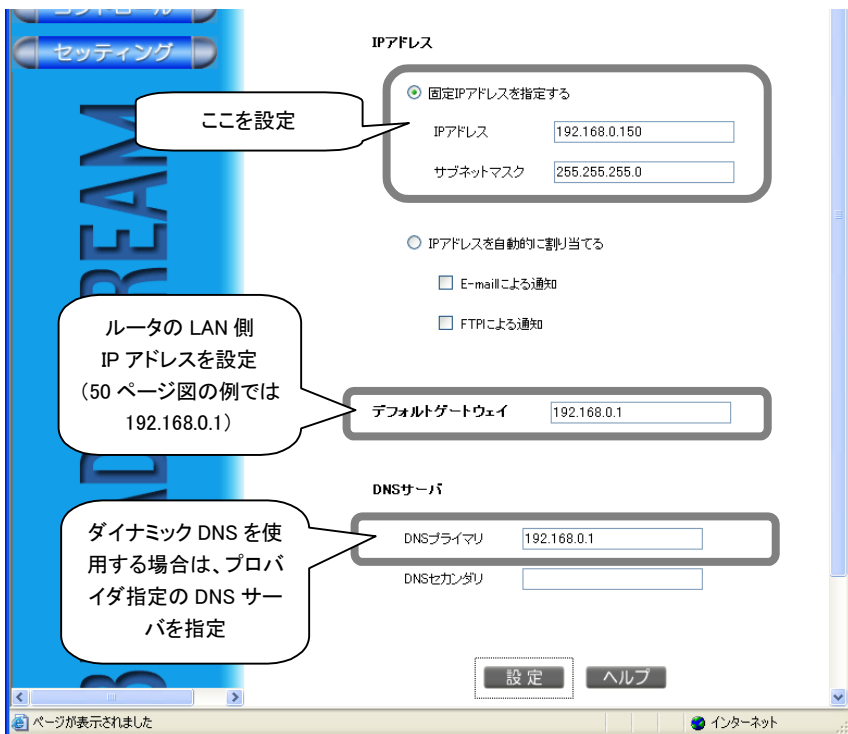 コントロール
セッティング
IPアドレス
固定IPアドレスを指定する
ここを設定
IPアドレス
192.168.0.150
サブネットマスク
255.255.255.0
IPアドレスを自動的に割り当てる
E-mailによる通知
FTPによる通知
ルータの LAN 側
IP アドレスを設定
（50 ページ図の例では
192.168.0.1）
デフォルトゲートウェイ
192.168.0.1
DNSサーバ
ダイナミック DNS を使
用する場合は、プロバ
イダ指定の DNS サー
バを指定
DNSプライマリ
192.168.0.1
DNSセカンダリ
設定
ヘルプ
ページが表示されました
インターネット